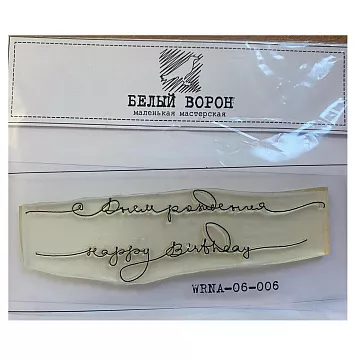 БЕЛЫЙ ВОРОН
маленькая мастерская
С Днем рождения
Happy Birthday
WRNA-06-006